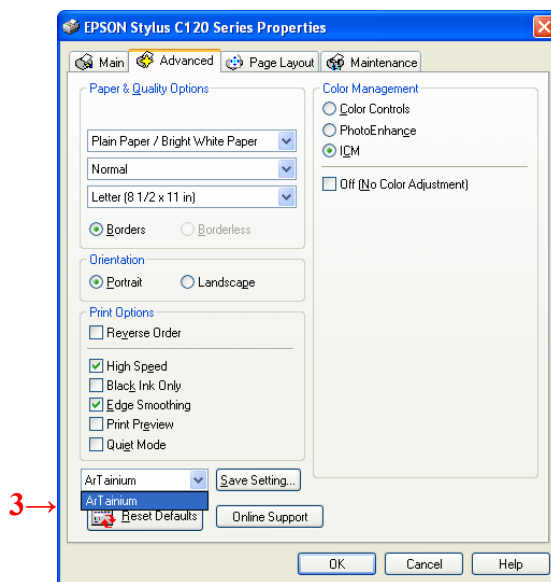 EPSON Stylus C120 Series Properties
Main Advanced Page Layout Maintenance
Paper & Quality Options
Plain Paper / Bright White Paper
Normal
Letter (8 1/2 x 11 in)
Borders Borderless
Orientation
Portrait Landscape
Print Options
Reverse Order
High Speed
Black Ink Only
Edge Smoothing
Print Preview
Quiet Mode
Color Management
Color Controls
PhotoEnhance
ICM
Off (No Color Adjustment)
ArTainium Save Setting...
3→ ArTainium
Reset Defaults Online Support
OK Cancel Help